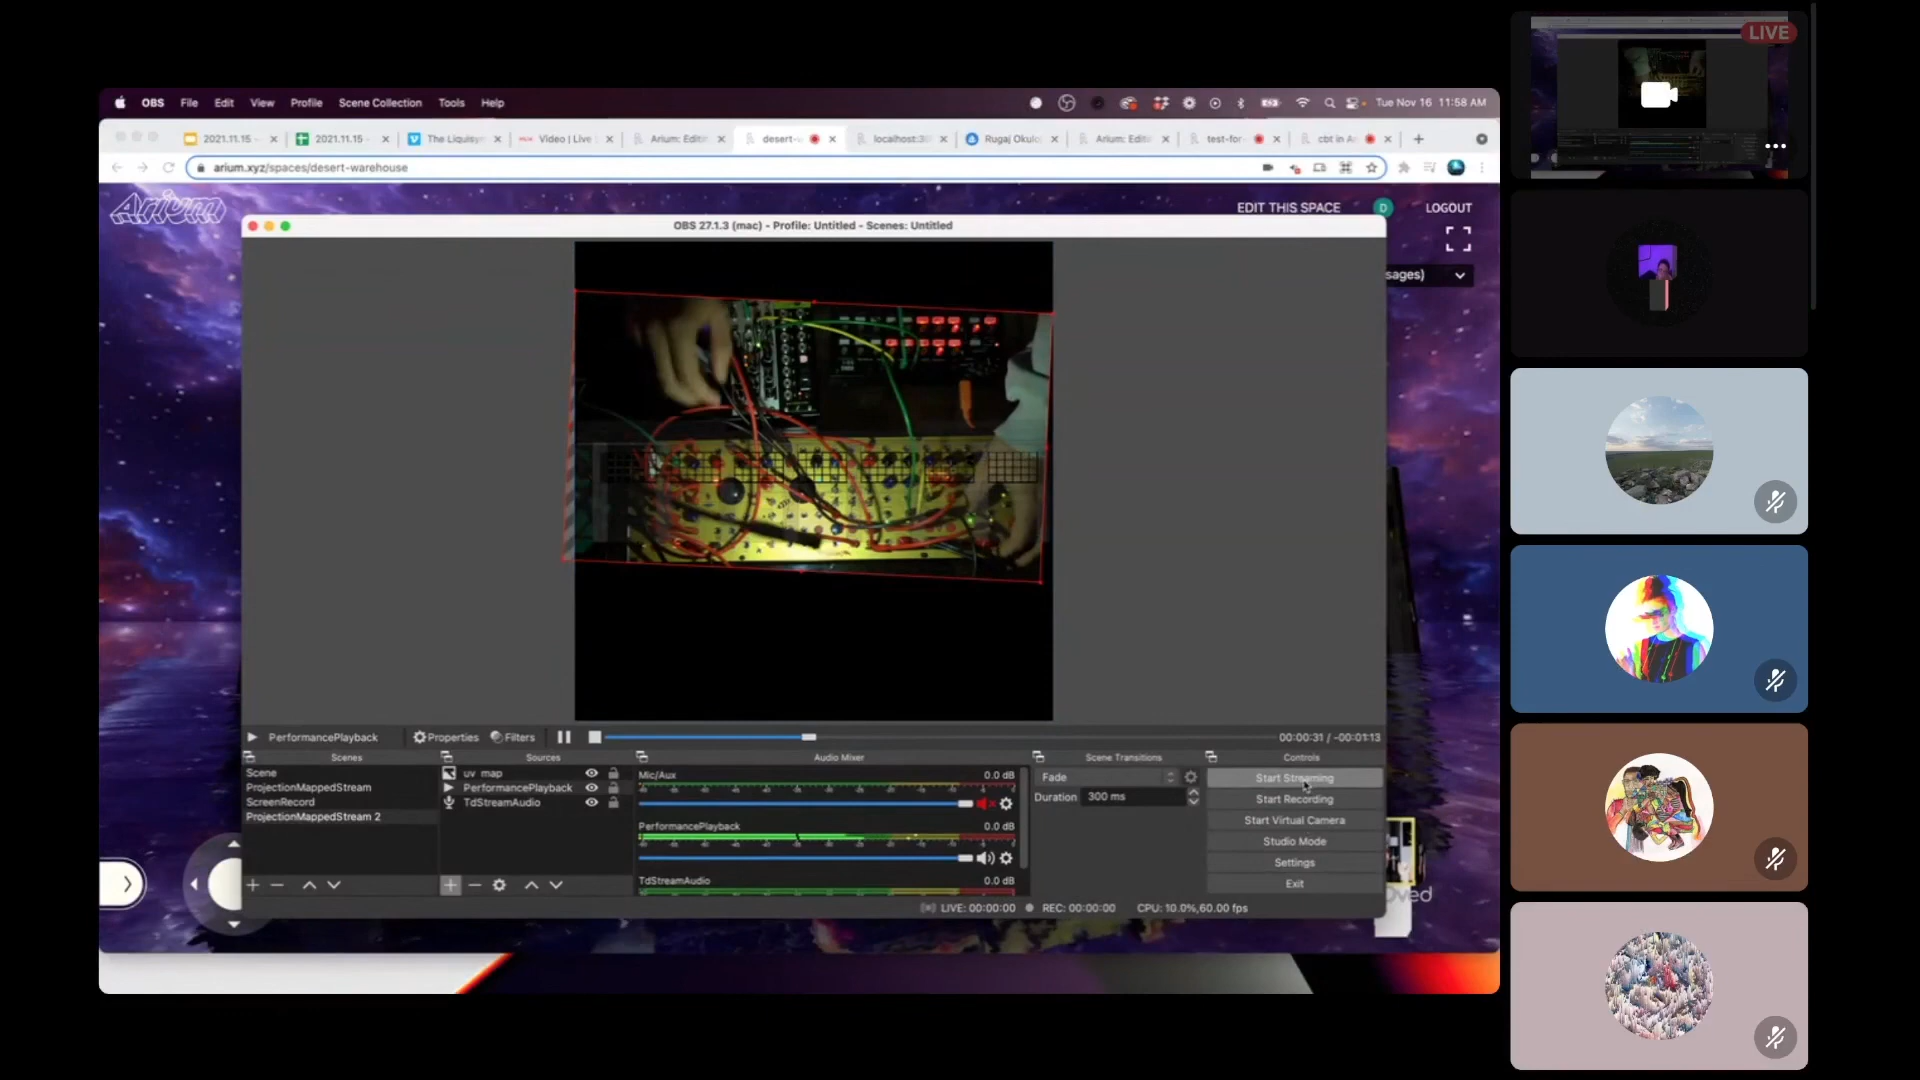 LIVE
OBS File Edit View Profile Scene Collection Tools Help Tue Nov 16 11:58 AM
2021.11.15 - 2021.11.15 - The Liquisy Video | Live Arium: Editi desert-w localhost:30 Rugaj Okulo Arium: Editi test-for- cbt in Ar
arium.xyz/spaces/desert-warehouse
Arium EDIT THIS SPACE D LOGOUT
OBS 27.1.3 (mac) - Profile: Untitled - Scenes: Untitled
sages)
PerformancePlayback Properties Filters 00:00:31 / -00:01:13
Scenes Sources Audio Mixer Scene Transitions Controls
Scene
ProjectionMappedStream
ScreenRecord
ProjectionMappedStream 2
uv map
PerformancePlayback
TdStreamAudio
Mic/Aux 0.0 dB
PerformancePlayback 0.0 dB
TdStreamAudio 0.0 dB
Fade
Duration 300 ms
Start Streaming
Start Recording
Start Virtual Camera
Studio Mode
Settings
Exit
LIVE: 00:00:00 REC: 00:00:00 CPU: 10.0%,60.00 fps